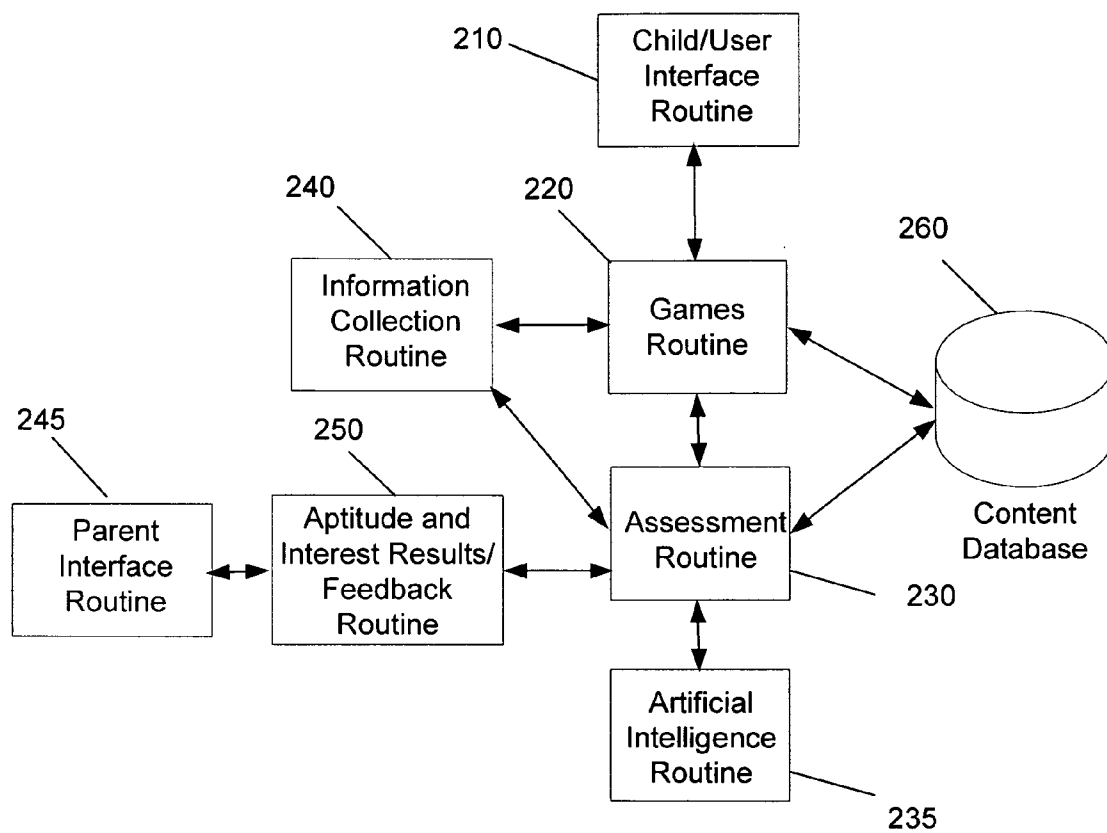 210
Child/User
Interface
Routine
240
220
260
Information
Collection
Routine
Games
Routine
245
250
Parent
Interface
Routine
Aptitude and
Interest Results/
Feedback
Routine
Assessment
Routine
Content
Database
230
Artificial
Intelligence
Routine
235